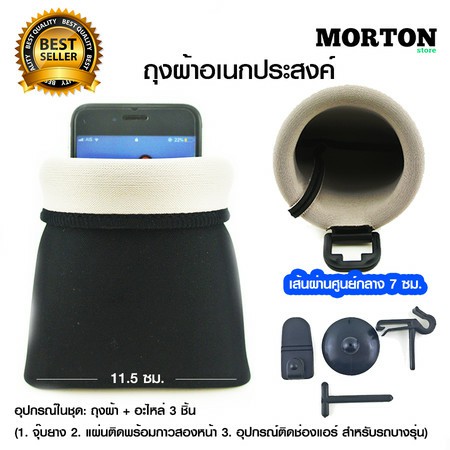 BEST QUALITY
BEST
SELLER
MORTON
store
ถุงผ้าอเนกประสงค์
22%
เส้นผ่านศูนย์กลาง 7 ซม.
11.5 ซม.
อุปกรณ์ในชุด: ถุงผ้า + อะไหล่ 3 ชิ้น
(1. จุ๊บยาง 2. แผ่นติดพร้อมกาวสองหน้า 3. อุปกรณ์ติดช่องแอร์ สำหรับรถบางรุ่น)